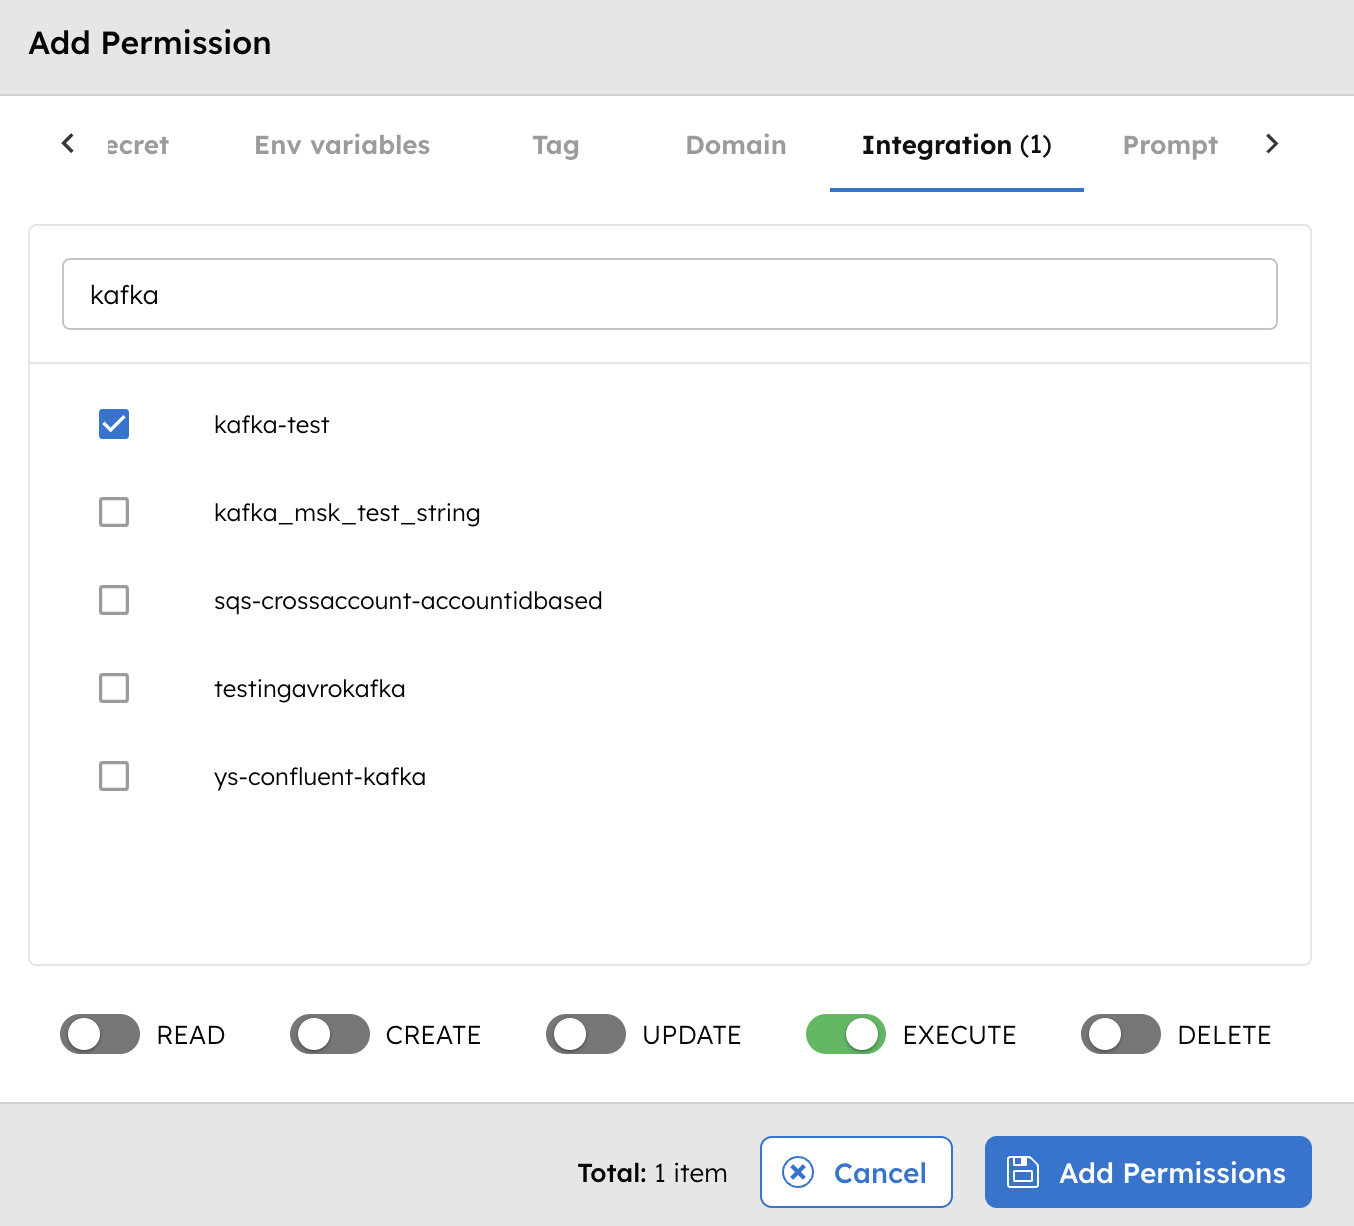 Add Permission
ecret Env variables Tag Domain Integration (1) Prompt
kafka
kafka-test
kafka_msk_test_string
sqs-crossaccount-accountidbased
testingavrokafka
ys-confluent-kafka
READ CREATE UPDATE EXECUTE DELETE
Total: 1 item Cancel Add Permissions